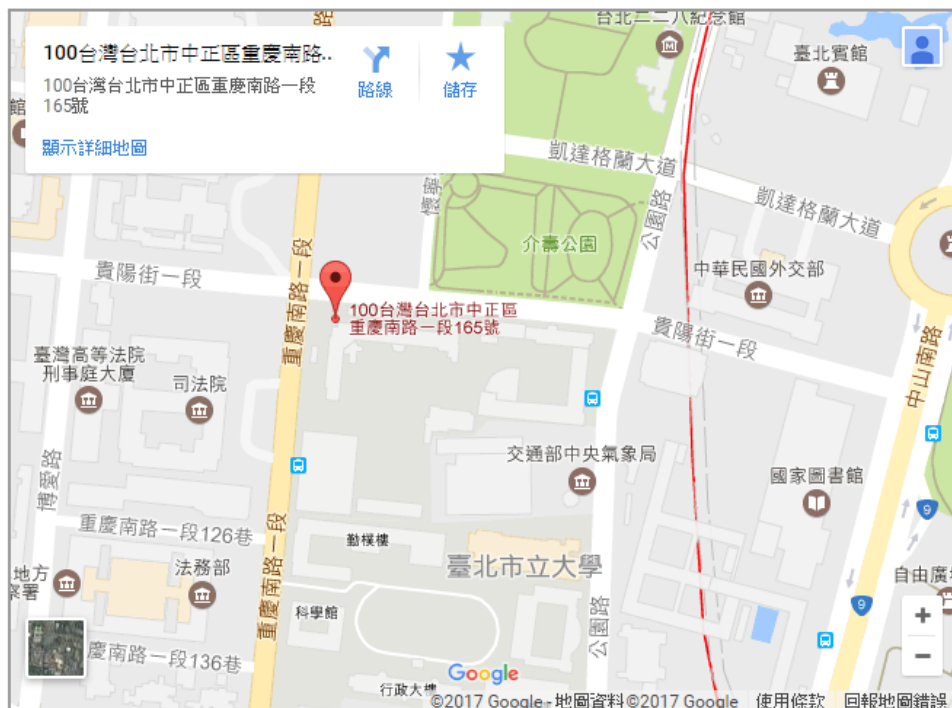 100台灣台北市中正區重慶南路..
100台灣台北市中正區重慶南路一段
165號
路線
儲存
顯示詳細地圖
路
台北二二八紀念館
臺北賓館
館
凱達格蘭大道
凱達格蘭大道
懷寧
公園路
介壽公園
中華民國外交部
貴陽街一段
重慶南路一段
100台灣台北市中正區
重慶南路一段165號
貴陽街一段
中山南路
臺灣高等法院
刑事庭大廈
司法院
交通部中央氣象局
國家圖書館
博愛路
重慶南路一段126巷
重慶南路一段
勤樸樓
臺北市立大學
9
地方
察署
法務部
科學館
公園路
9
自由廣場
慶南路一段136巷
行政大樓
Google
+
−
©2017 Google - 地圖資料 ©2017 Google
使用條款
回報地圖錯誤